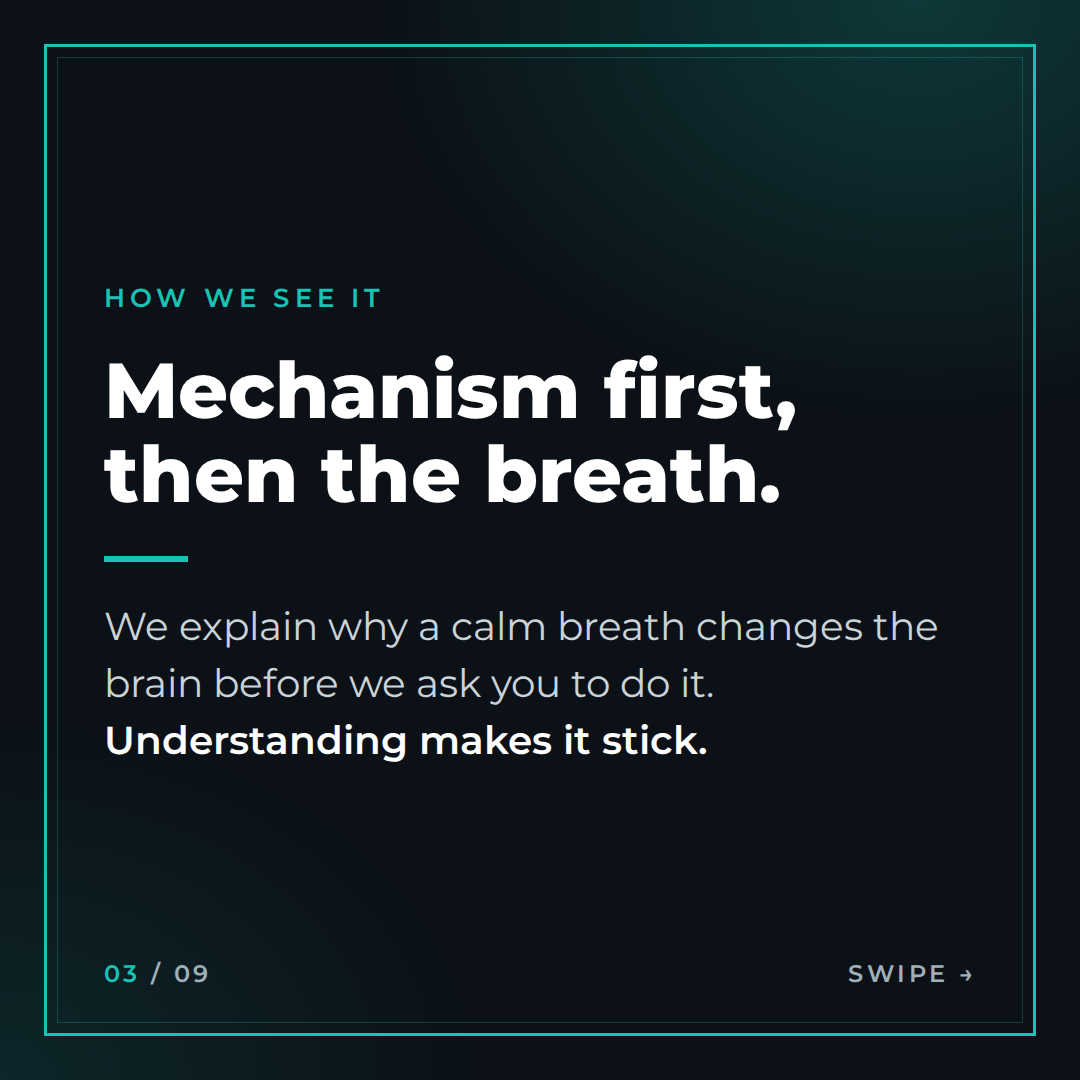 HOW WE SEE IT
Mechanism first,
then the breath.
We explain why a calm breath changes the
brain before we ask you to do it.
Understanding makes it stick.
03 / 09
SWIPE →